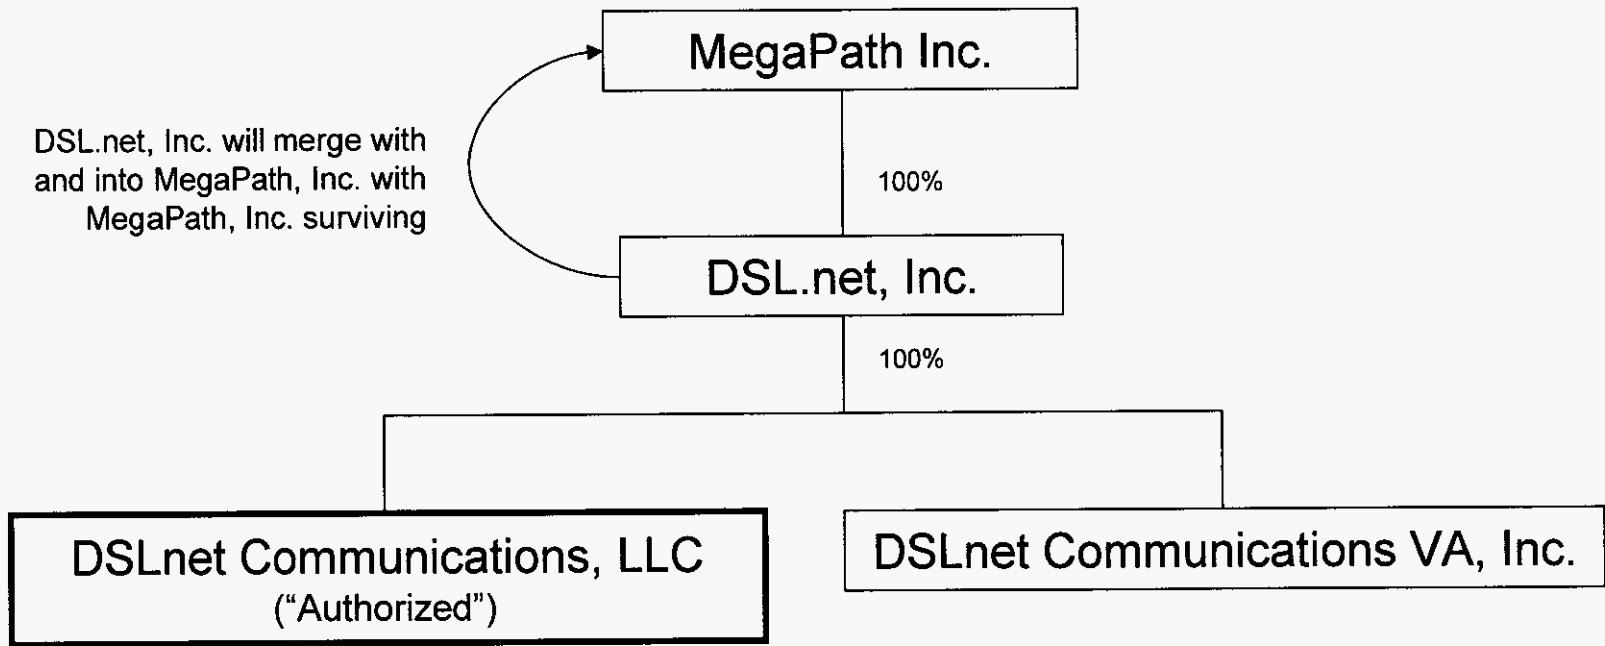 MegaPath Inc.
DSL.net, Inc. will merge with
and into MegaPath, Inc. with
MegaPath, Inc. surviving
100%
DSL.net, Inc.
100%
DSLnet Communications, LLC
(“Authorized”)
DSLnet Communications VA, Inc.